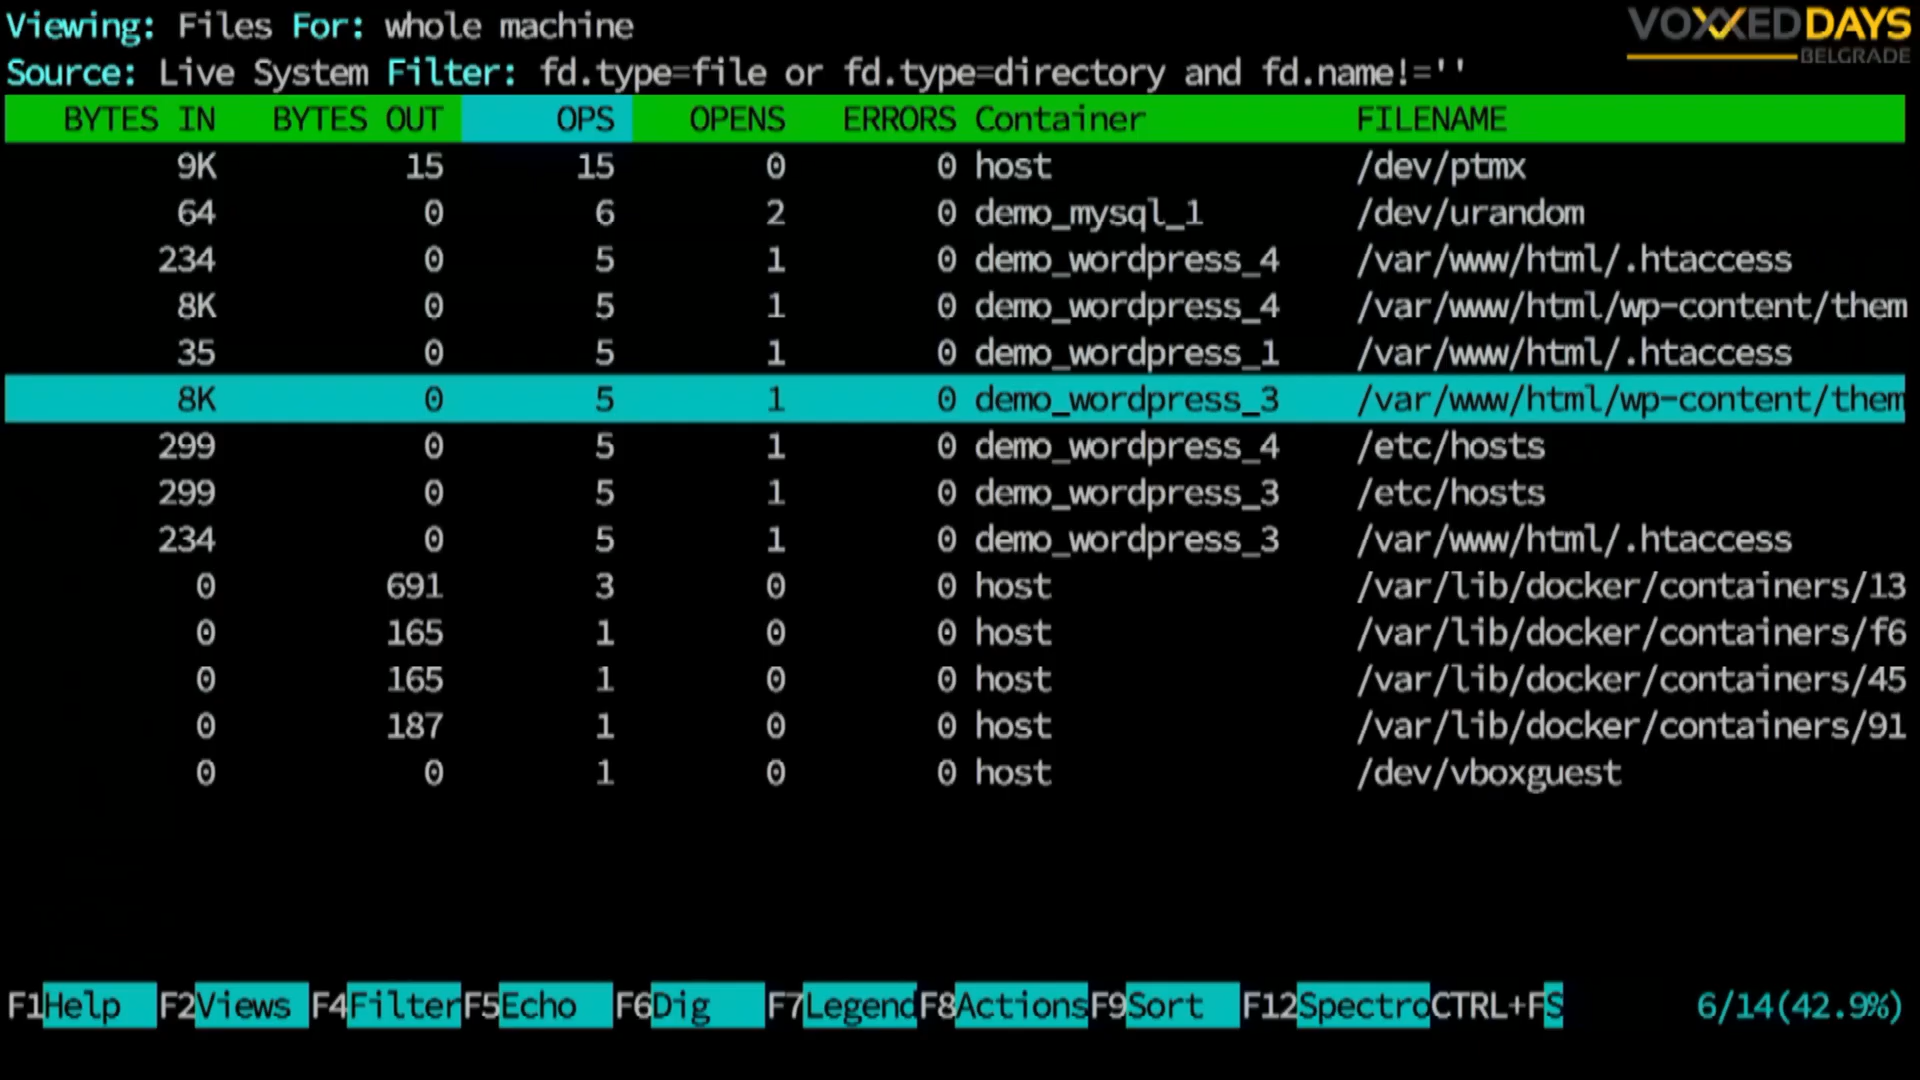 Viewing: Files For: whole machine
VOXXED DAYS
BELGRADE
Source: Live System Filter: fd.type=file or fd.type=directory and fd.name!=''
BYTES IN BYTES OUT OPS OPENS ERRORS Container FILENAME
9K 15 15 0 0 host /dev/ptmx
64 0 6 2 0 demo_mysql_1 /dev/urandom
234 0 5 1 0 demo_wordpress_4 /var/www/html/.htaccess
8K 0 5 1 0 demo_wordpress_4 /var/www/html/wp-content/them
35 0 5 1 0 demo_wordpress_1 /var/www/html/.htaccess
8K 0 5 1 0 demo_wordpress_3 /var/www/html/wp-content/them
299 0 5 1 0 demo_wordpress_4 /etc/hosts
299 0 5 1 0 demo_wordpress_3 /etc/hosts
234 0 5 1 0 demo_wordpress_3 /var/www/html/.htaccess
0 691 3 0 0 host /var/lib/docker/containers/13
0 165 1 0 0 host /var/lib/docker/containers/f6
0 165 1 0 0 host /var/lib/docker/containers/45
0 187 1 0 0 host /var/lib/docker/containers/91
0 0 1 0 0 host /dev/vboxguest
F1Help F2Views F4FilterF5Echo F6Dig F7LegendF8ActionsF9Sort F12SpectroCTRL+FS 6/14(42.9%)